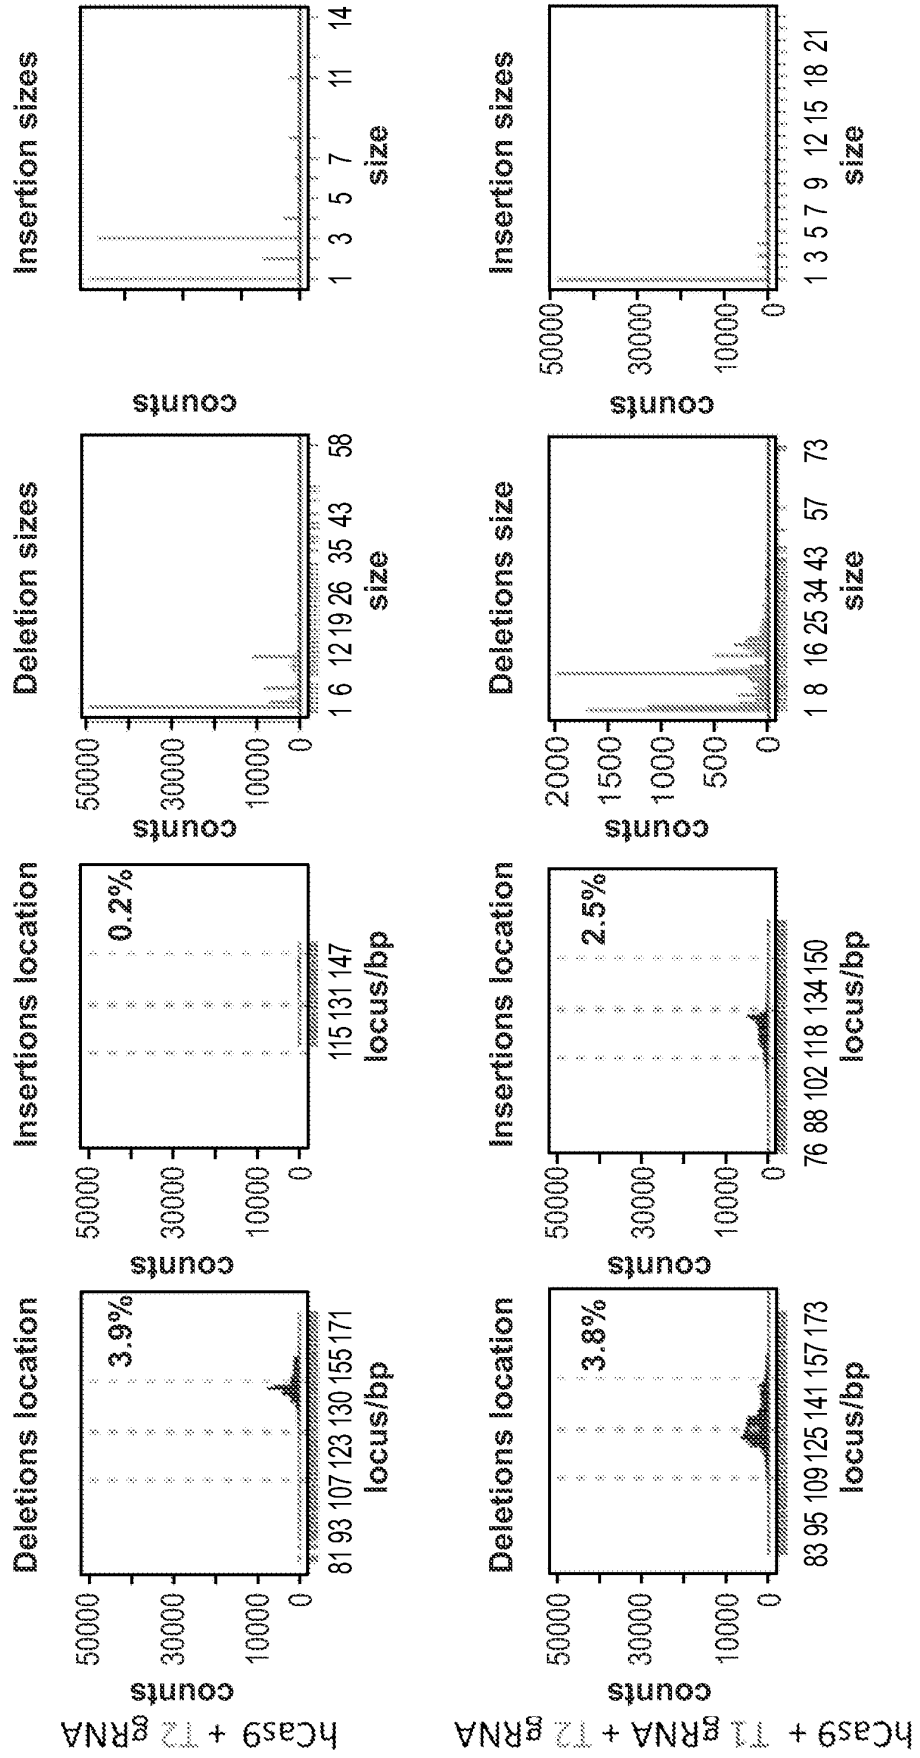 hCas9 + T2 gRNA
Deletions location
counts
50000
30000
10000
0
3.9%
81 93 107 123 130 155 171
locus/bp
Insertions location
counts
50000
30000
10000
0
0.2%
115 131 147
locus/bp
Deletion sizes
counts
50000
30000
10000
0
1 6 12 19 26 35 43 58
size
Insertion sizes
counts
1 3 5 7 11 14
size
hCas9 + T1 gRNA + T2 gRNA
Deletions location
counts
50000
30000
10000
0
3.8%
83 95 109 125 141 157 173
locus/bp
Insertions location
counts
50000
30000
10000
0
2.5%
76 88 102 118 134 150
locus/bp
Deletions size
counts
2000
1500
1000
500
0
1 8 16 25 34 43 57 73
size
Insertion sizes
counts
50000
30000
10000
0
1 3 5 7 9 12 15 18 21
size